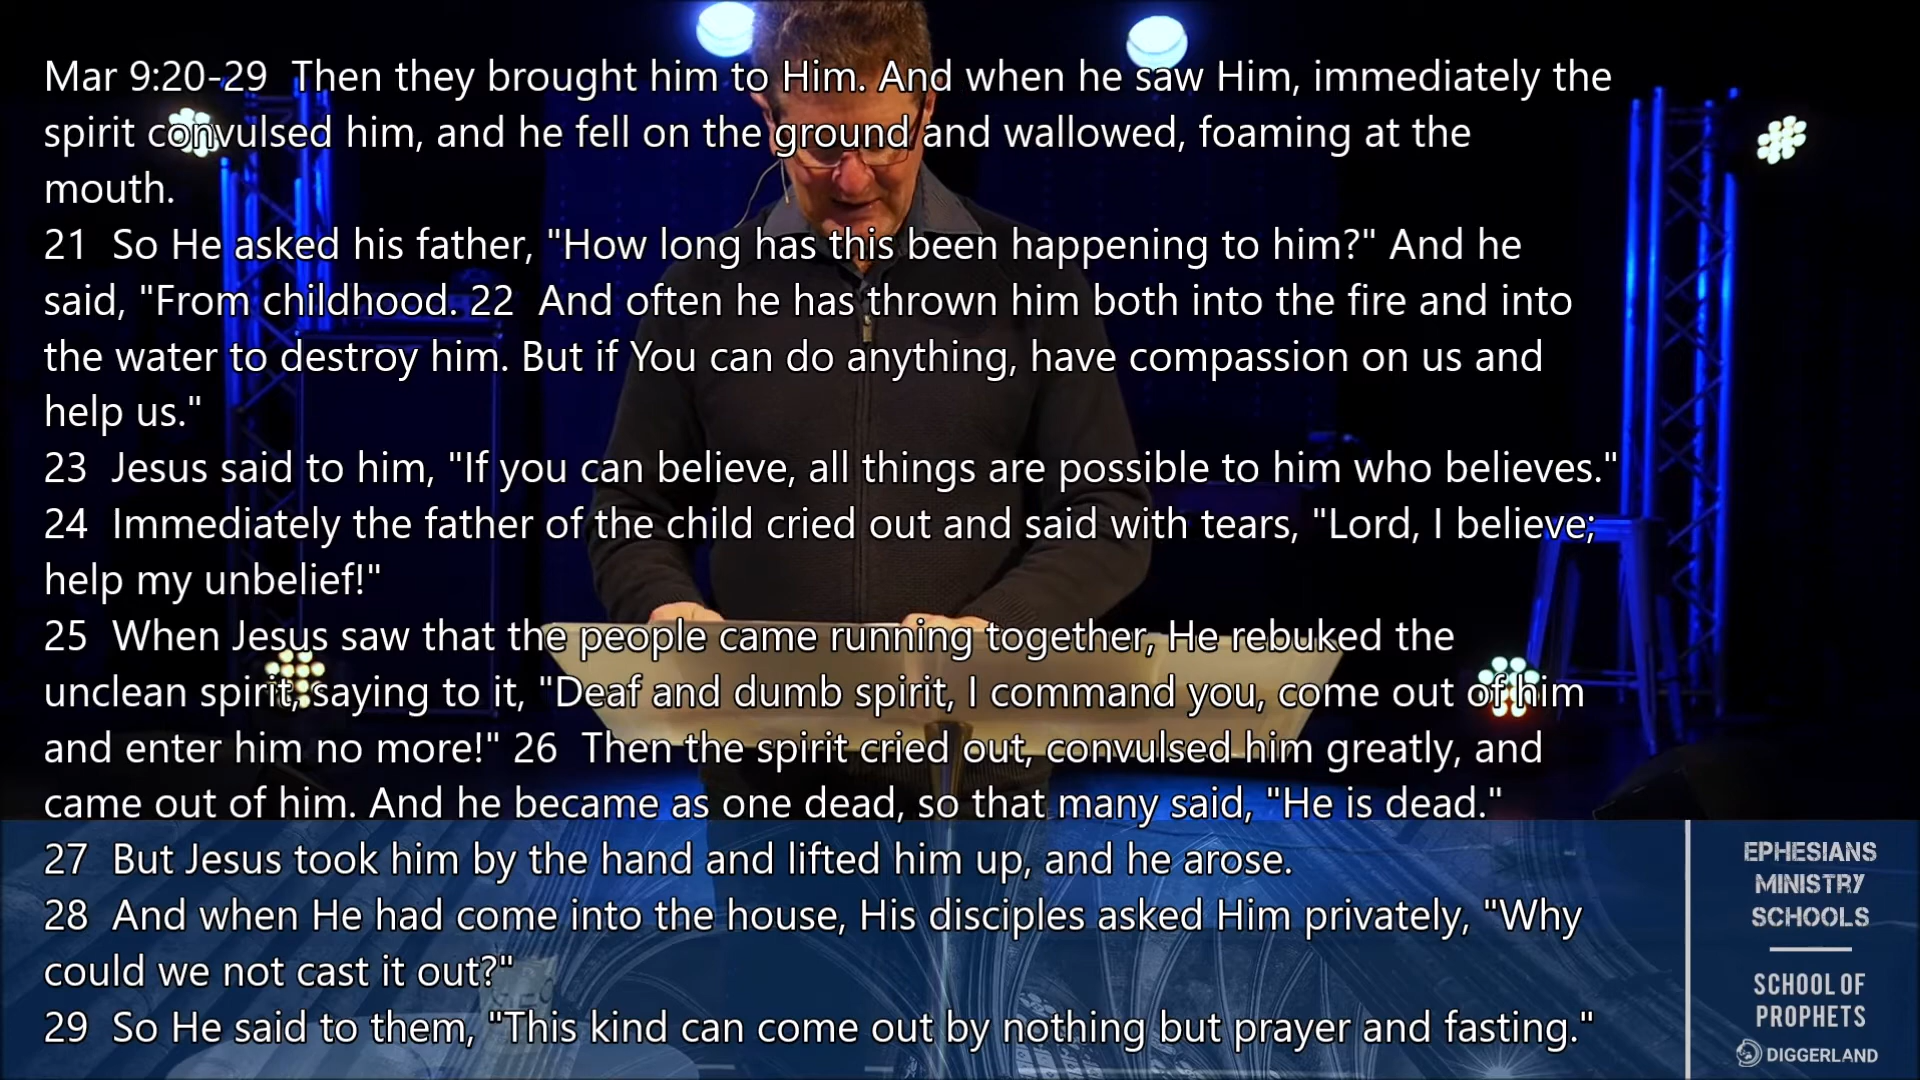 Mar 9:20-29  Then they brought him to Him. And when he saw Him, immediately the
spirit convulsed him, and he fell on the ground and wallowed, foaming at the
mouth.
21  So He asked his father, "How long has this been happening to him?" And he
said, "From childhood. 22  And often he has thrown him both into the fire and into
the water to destroy him. But if You can do anything, have compassion on us and
help us."
23  Jesus said to him, "If you can believe, all things are possible to him who believes."
24  Immediately the father of the child cried out and said with tears, "Lord, I believe;
help my unbelief!"
25  When Jesus saw that the people came running together, He rebuked the
unclean spirit, saying to it, "Deaf and dumb spirit, I command you, come out of him
and enter him no more!" 26  Then the spirit cried out, convulsed him greatly, and
came out of him. And he became as one dead, so that many said, "He is dead."
27  But Jesus took him by the hand and lifted him up, and he arose.
28  And when He had come into the house, His disciples asked Him privately, "Why
could we not cast it out?"
29  So He said to them, "This kind can come out by nothing but prayer and fasting."
EPHESIANS
MINISTRY
SCHOOLS
SCHOOL OF
PROPHETS
DIGGERLAND